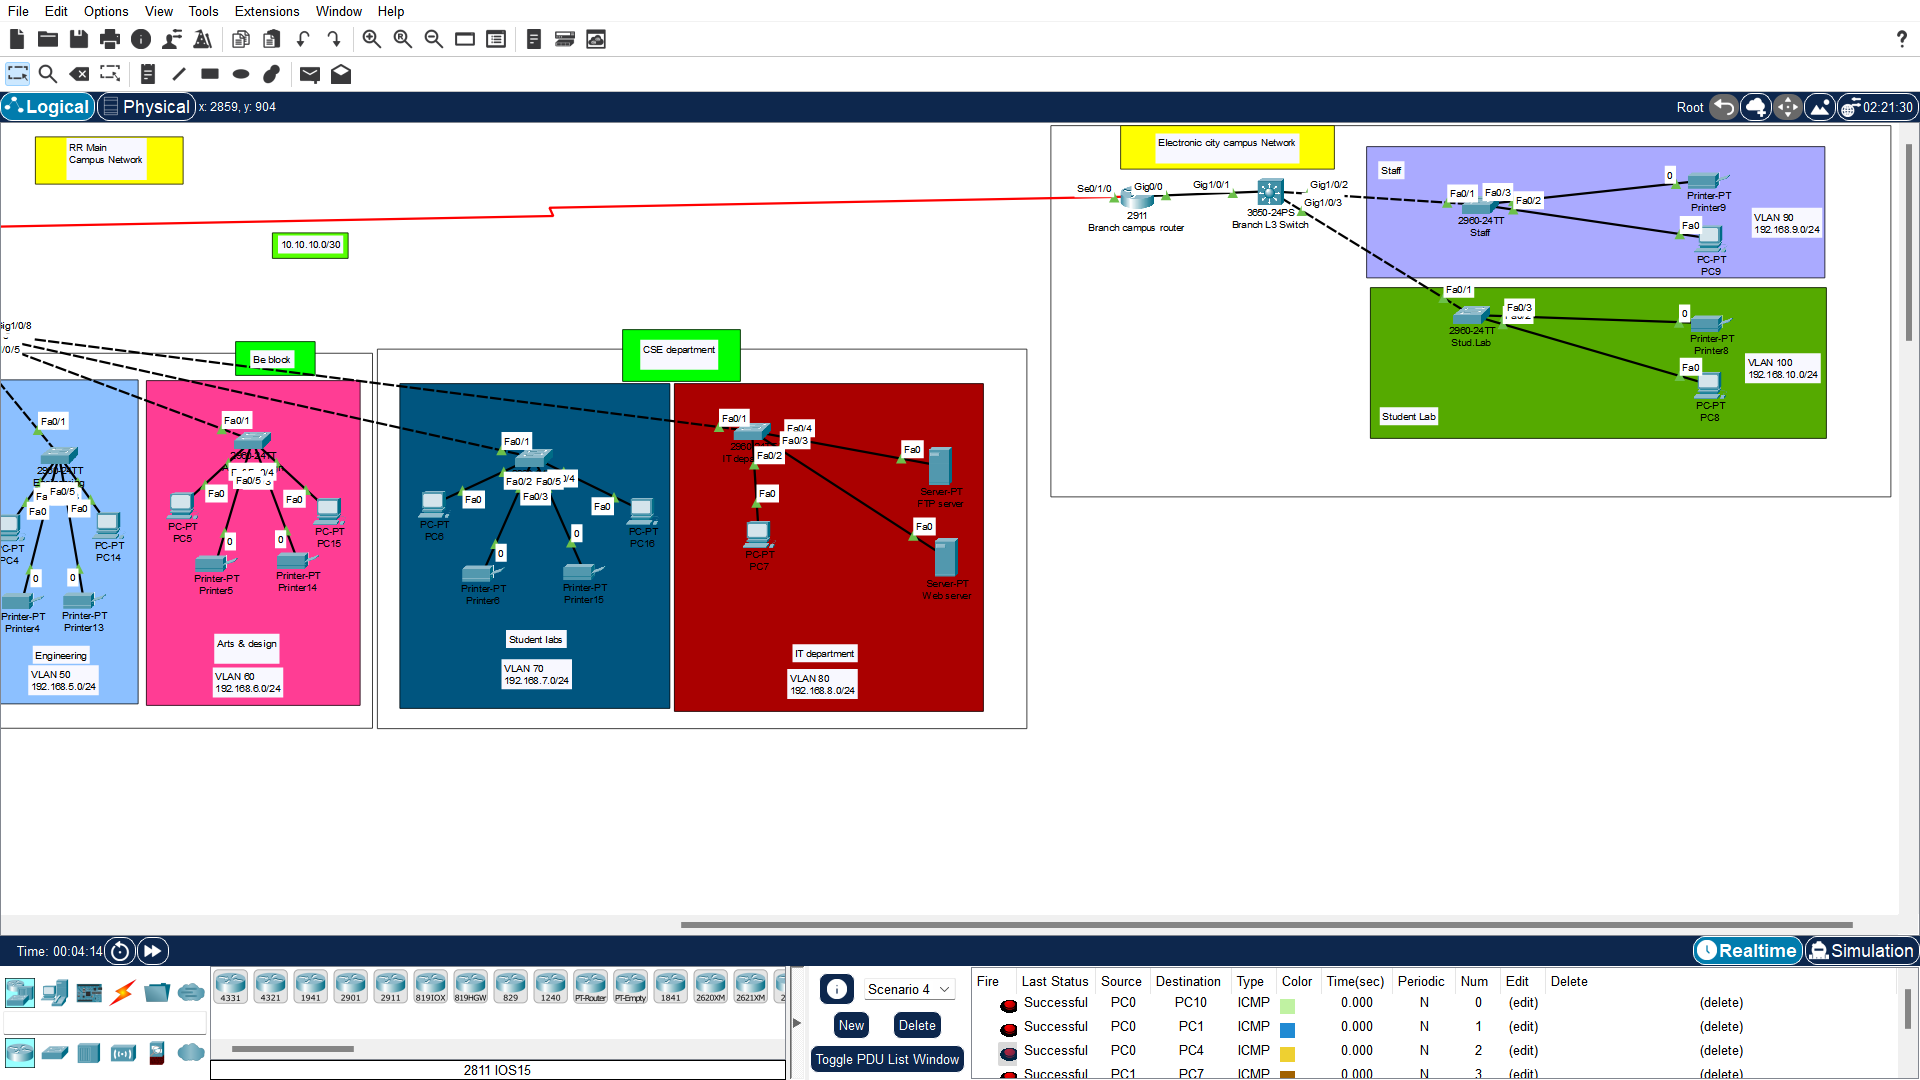 File Edit Options View Tools Extensions Window Help
?
Logical Physical x: 2859, y: 904
Root 02:21:30
RR Main
Campus Network
10.10.10.0/30
Electronic city campus Network
Se0/1/0 Gig0/0 Gig1/0/1 Gig1/0/2
Gig1/0/3
2911
Branch campus router
3650-24PS
Branch L3 Switch
Staff
Fa0/1 Fa0/3
Fa0/2
2960-24TT
Staff
0
Printer-PT
Printer9
Fa0
PC-PT
PC9
VLAN 90
192.168.9.0/24
Fa0/1
Fa0/3
2960-24TT
Stud.Lab
0
Printer-PT
Printer8
Fa0
PC-PT
PC8
VLAN 100
192.168.10.0/24
Student Lab
ig1/0/8
/0/5
Be block
CSE department
Fa0/1
2960-24TT
Fa0/5
Fa0 Fa0
PC-PT
PC4
PC-PT
PC14
0 0
Printer-PT
Printer4
Printer-PT
Printer13
Engineering
VLAN 50
192.168.5.0/24
Fa0/1
2960-24TT
0/4
Fa0/5
Fa0 Fa0
PC-PT
PC5
PC-PT
PC15
0 0
Printer-PT
Printer5
Printer-PT
Printer14
Arts & design
VLAN 60
192.168.6.0/24
Fa0/1
Fa0/2 Fa0/5 /4
Fa0/3
Fa0 Fa0
PC-PT
PC6
PC-PT
PC16
0 0
Printer-PT
Printer6
Printer-PT
Printer15
Student labs
VLAN 70
192.168.7.0/24
Fa0/1
Fa0/4
Fa0/3
Fa0/2
Fa0
Server-PT
FTP server
Fa0
PC-PT
PC7
Fa0
Server-PT
Web server
IT department
VLAN 80
192.168.8.0/24
Time: 00:04:14
Realtime Simulation
4331 4321 1941 2901 2911 819IOX 819HGW 829 1240 PT-Router PT-Empty 1841 2620XM 2621XM 2
2811 IOS15
Scenario 4
New Delete
Toggle PDU List Window
Fire Last Status Source Destination Type Color Time(sec) Periodic Num Edit Delete
Successful PC0 PC10 ICMP 0.000 N 0 (edit) (delete)
Successful PC0 PC1 ICMP 0.000 N 1 (edit) (delete)
Successful PC0 PC4 ICMP 0.000 N 2 (edit) (delete)
Successful PC1 PC7 ICMP 0.000 N 3 (edit) (delete)